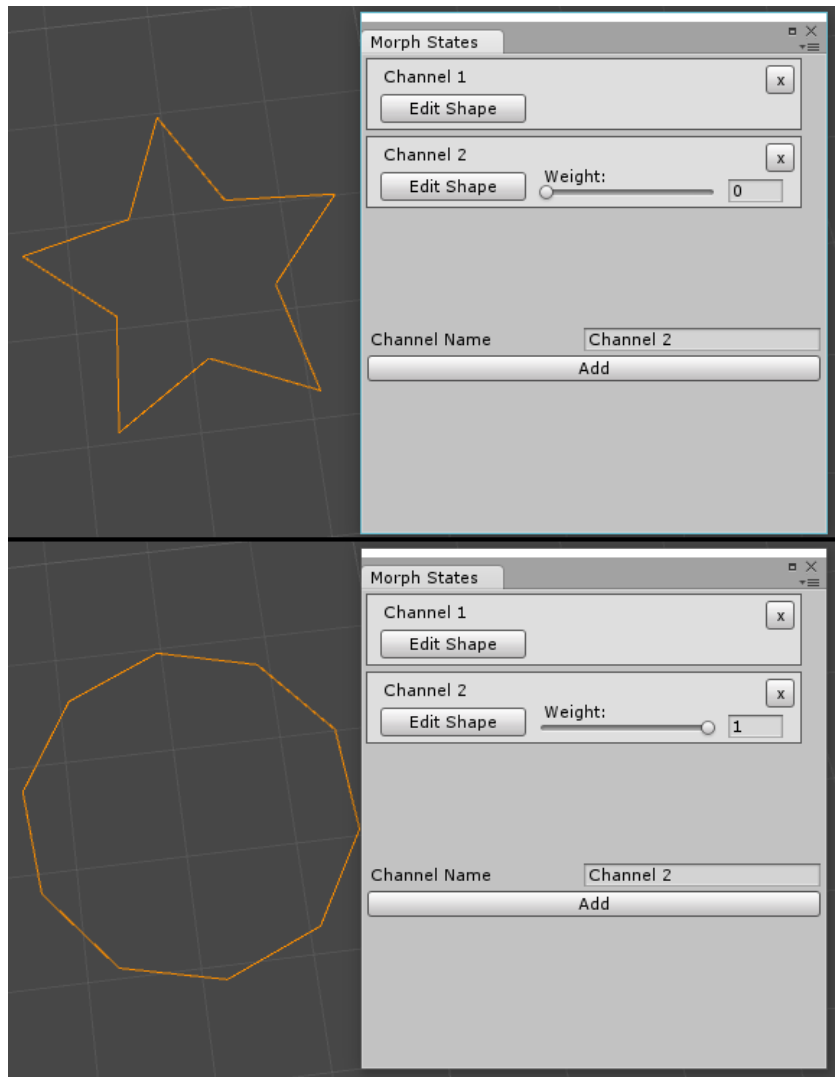 Morph States
Channel 1
x
Edit Shape
Channel 2
x
Edit Shape
Weight:
0
Channel Name
Channel 2
Add
Morph States
Channel 1
x
Edit Shape
Channel 2
x
Edit Shape
Weight:
1
Channel Name
Channel 2
Add